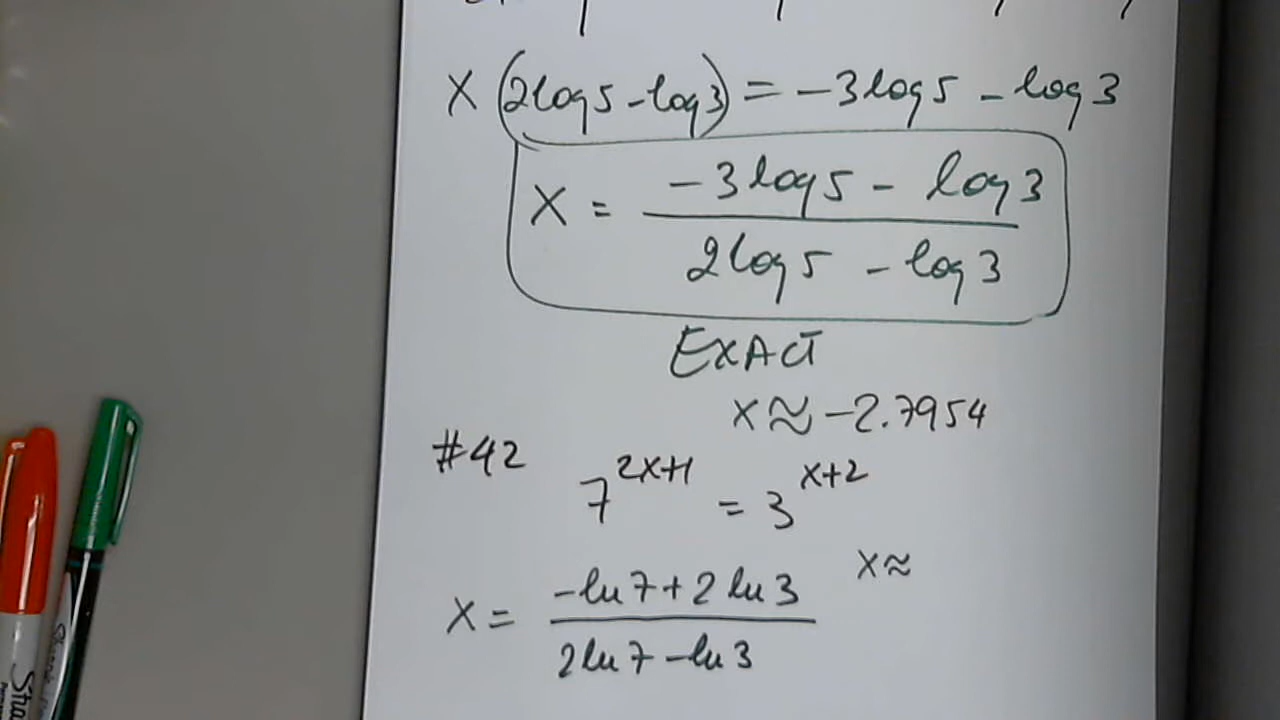 x(2log5 - log3) = -3log5 - log3
x = (-3log5 - log3)/(2log5 - log3)
EXACT
x ≈ -2.7954
#42 7^(2x+1) = 3^(x+2)
x = (-ln7 + 2ln3)/(2ln7 - ln3) x ≈